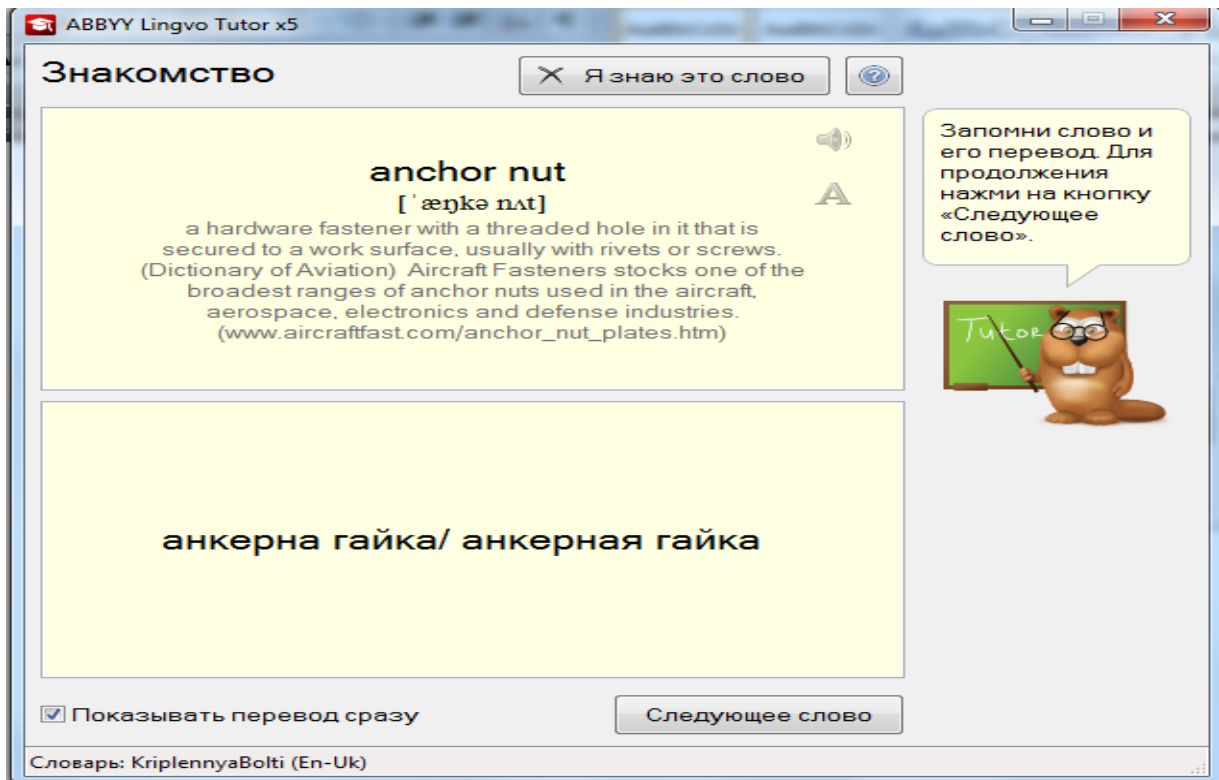 ABBYY Lingvo Tutor x5
Знакомство
Я знаю это слово
anchor nut
[ˈæŋkə nʌt]
a hardware fastener with a threaded hole in it that is
secured to a work surface, usually with rivets or screws.
(Dictionary of Aviation) Aircraft Fasteners stocks one of the
broadest ranges of anchor nuts used in the aircraft,
aerospace, electronics and defense industries.
(www.aircraftfast.com/anchor_nut_plates.htm)
A
Запомни слово и
его перевод. Для
продолжения
нажми на кнопку
«Следующее
слово».
Tutor
анкерна гайка/ анкерная гайка
Показывать перевод сразу
Следующее слово
Словарь: KriplennyaBolti (En-Uk)